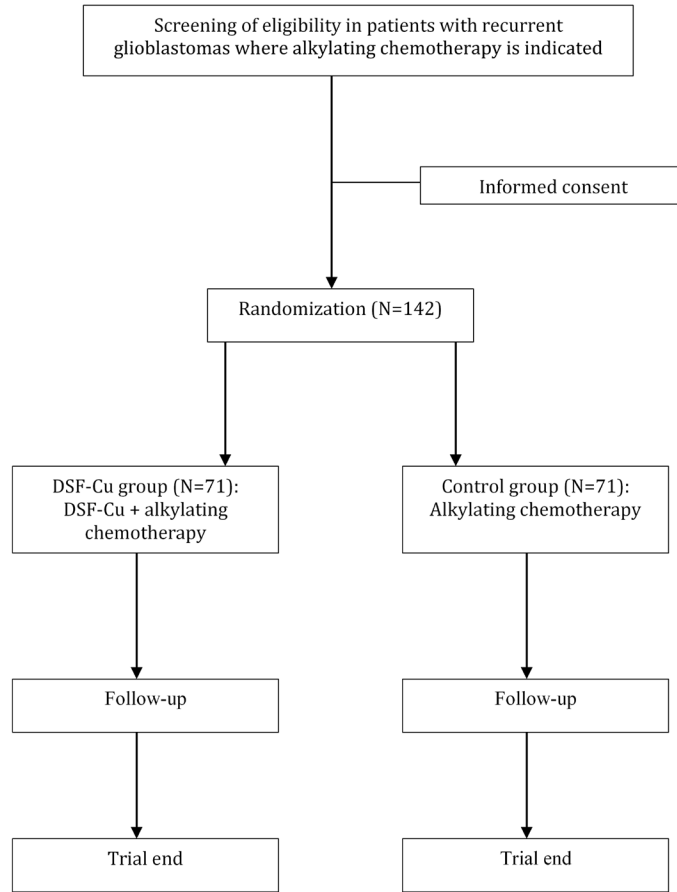 Screening of eligibility in patients with recurrent
glioblastomas where alkylating chemotherapy is indicated
Informed consent
Randomization (N=142)
DSF-Cu group (N=71):
DSF-Cu + alkylating
chemotherapy
Control group (N=71):
Alkylating chemotherapy
Follow-up
Follow-up
Trial end
Trial end